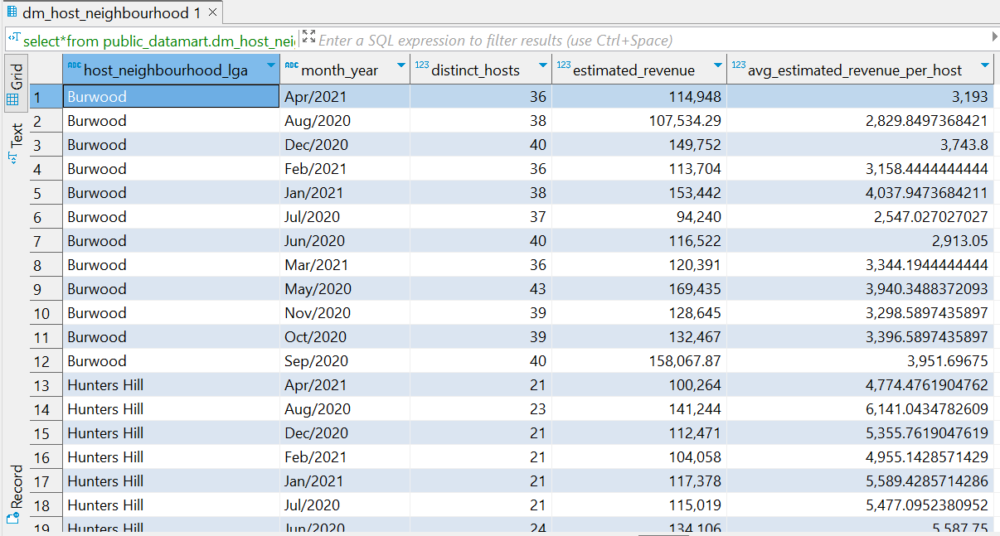 dm_host_neighbourhood 1
select*from public_datamart.dm_host_nei Enter a SQL expression to filter results (use Ctrl+Space)
Grid
Text
Record
ABC host_neighbourhood_lga ABC month_year 123 distinct_hosts 123 estimated_revenue 123 avg_estimated_revenue_per_host
1 Burwood Apr/2021 36 114,948 3,193
2 Burwood Aug/2020 38 107,534.29 2,829.8497368421
3 Burwood Dec/2020 40 149,752 3,743.8
4 Burwood Feb/2021 36 113,704 3,158.4444444444
5 Burwood Jan/2021 38 153,442 4,037.9473684211
6 Burwood Jul/2020 37 94,240 2,547.027027027
7 Burwood Jun/2020 40 116,522 2,913.05
8 Burwood Mar/2021 36 120,391 3,344.1944444444
9 Burwood May/2020 43 169,435 3,940.3488372093
10 Burwood Nov/2020 39 128,645 3,298.5897435897
11 Burwood Oct/2020 39 132,467 3,396.5897435897
12 Burwood Sep/2020 40 158,067.87 3,951.69675
13 Hunters Hill Apr/2021 21 100,264 4,774.4761904762
14 Hunters Hill Aug/2020 23 141,244 6,141.0434782609
15 Hunters Hill Dec/2020 21 112,471 5,355.7619047619
16 Hunters Hill Feb/2021 21 104,058 4,955.1428571429
17 Hunters Hill Jan/2021 21 117,378 5,589.4285714286
18 Hunters Hill Jul/2020 21 115,019 5,477.0952380952
19 Hunters Hill Jun/2020 24 134,106 5,587.75